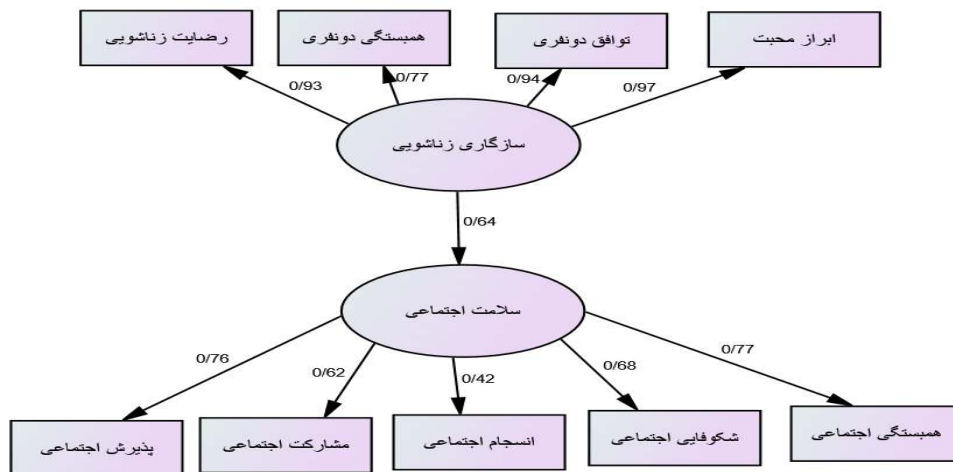 رضایت زناشویی
همبستگی دونفری
توافق دونفری
ابراز محبت
0/93
0/77
0/94
0/97
سازگاری زناشویی
0/64
سلامت اجتماعی
0/76
0/62
0/42
0/68
0/77
پذیرش اجتماعی
مشارکت اجتماعی
انسجام اجتماعی
شکوفایی اجتماعی
همبستگی اجتماعی